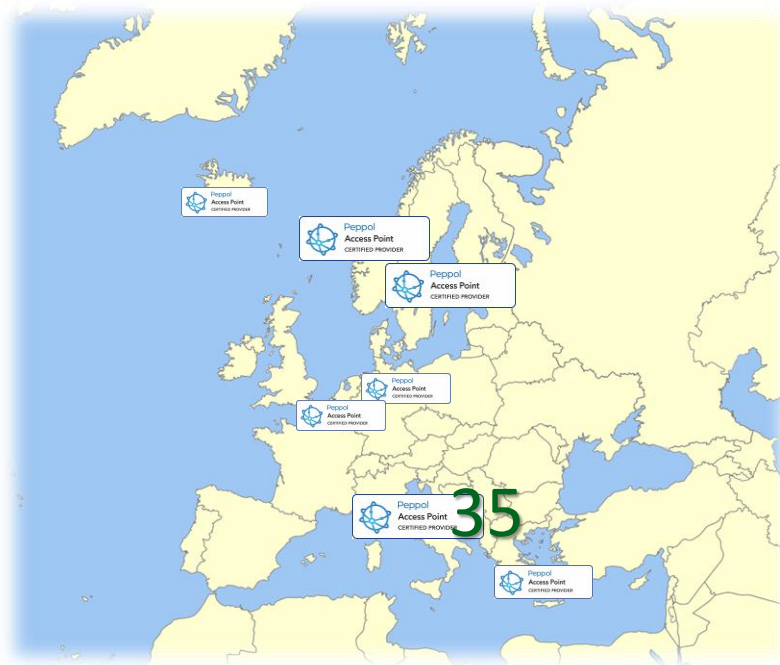 Peppol
Access Point
CERTIFIED PROVIDER
Peppol
Access Point
CERTIFIED PROVIDER
Peppol
Access Point
CERTIFIED PROVIDER
Peppol
Access Point
CERTIFIED PROVIDER
Peppol
Access Point
CERTIFIED PROVIDER
Peppol
Access Point
CERTIFIED PROVIDER
35
Peppol
Access Point
CERTIFIED PROVIDER